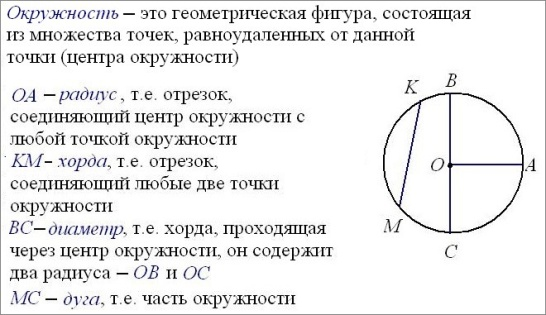 Окружность – это геометрическая фигура, состоящая
из множества точек, равноудаленных от данной
точки (центра окружности)
OA – радиус , т.е. отрезок,
соединяющий центр окружности с
любой точкой окружности
KM – хорда, т.е. отрезок,
соединяющий любые две точки
окружности
BC – диаметр, т.е. хорда, проходящая
через центр окружности, он содержит
два радиуса – OB и OC
MC – дуга, т.е. часть окружности
K
B
O
A
M
C